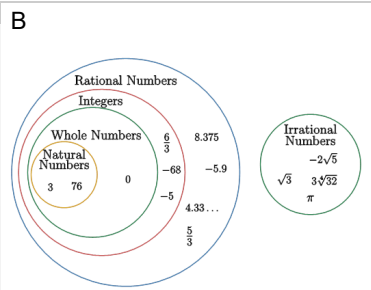 B
Rational Numbers
Integers
Whole Numbers
Natural
Numbers
3 76
0
6/3
-68
-5
8.375
-5.9
4.33...
5/3
Irrational
Numbers
-2√5
√3 3∜32
π